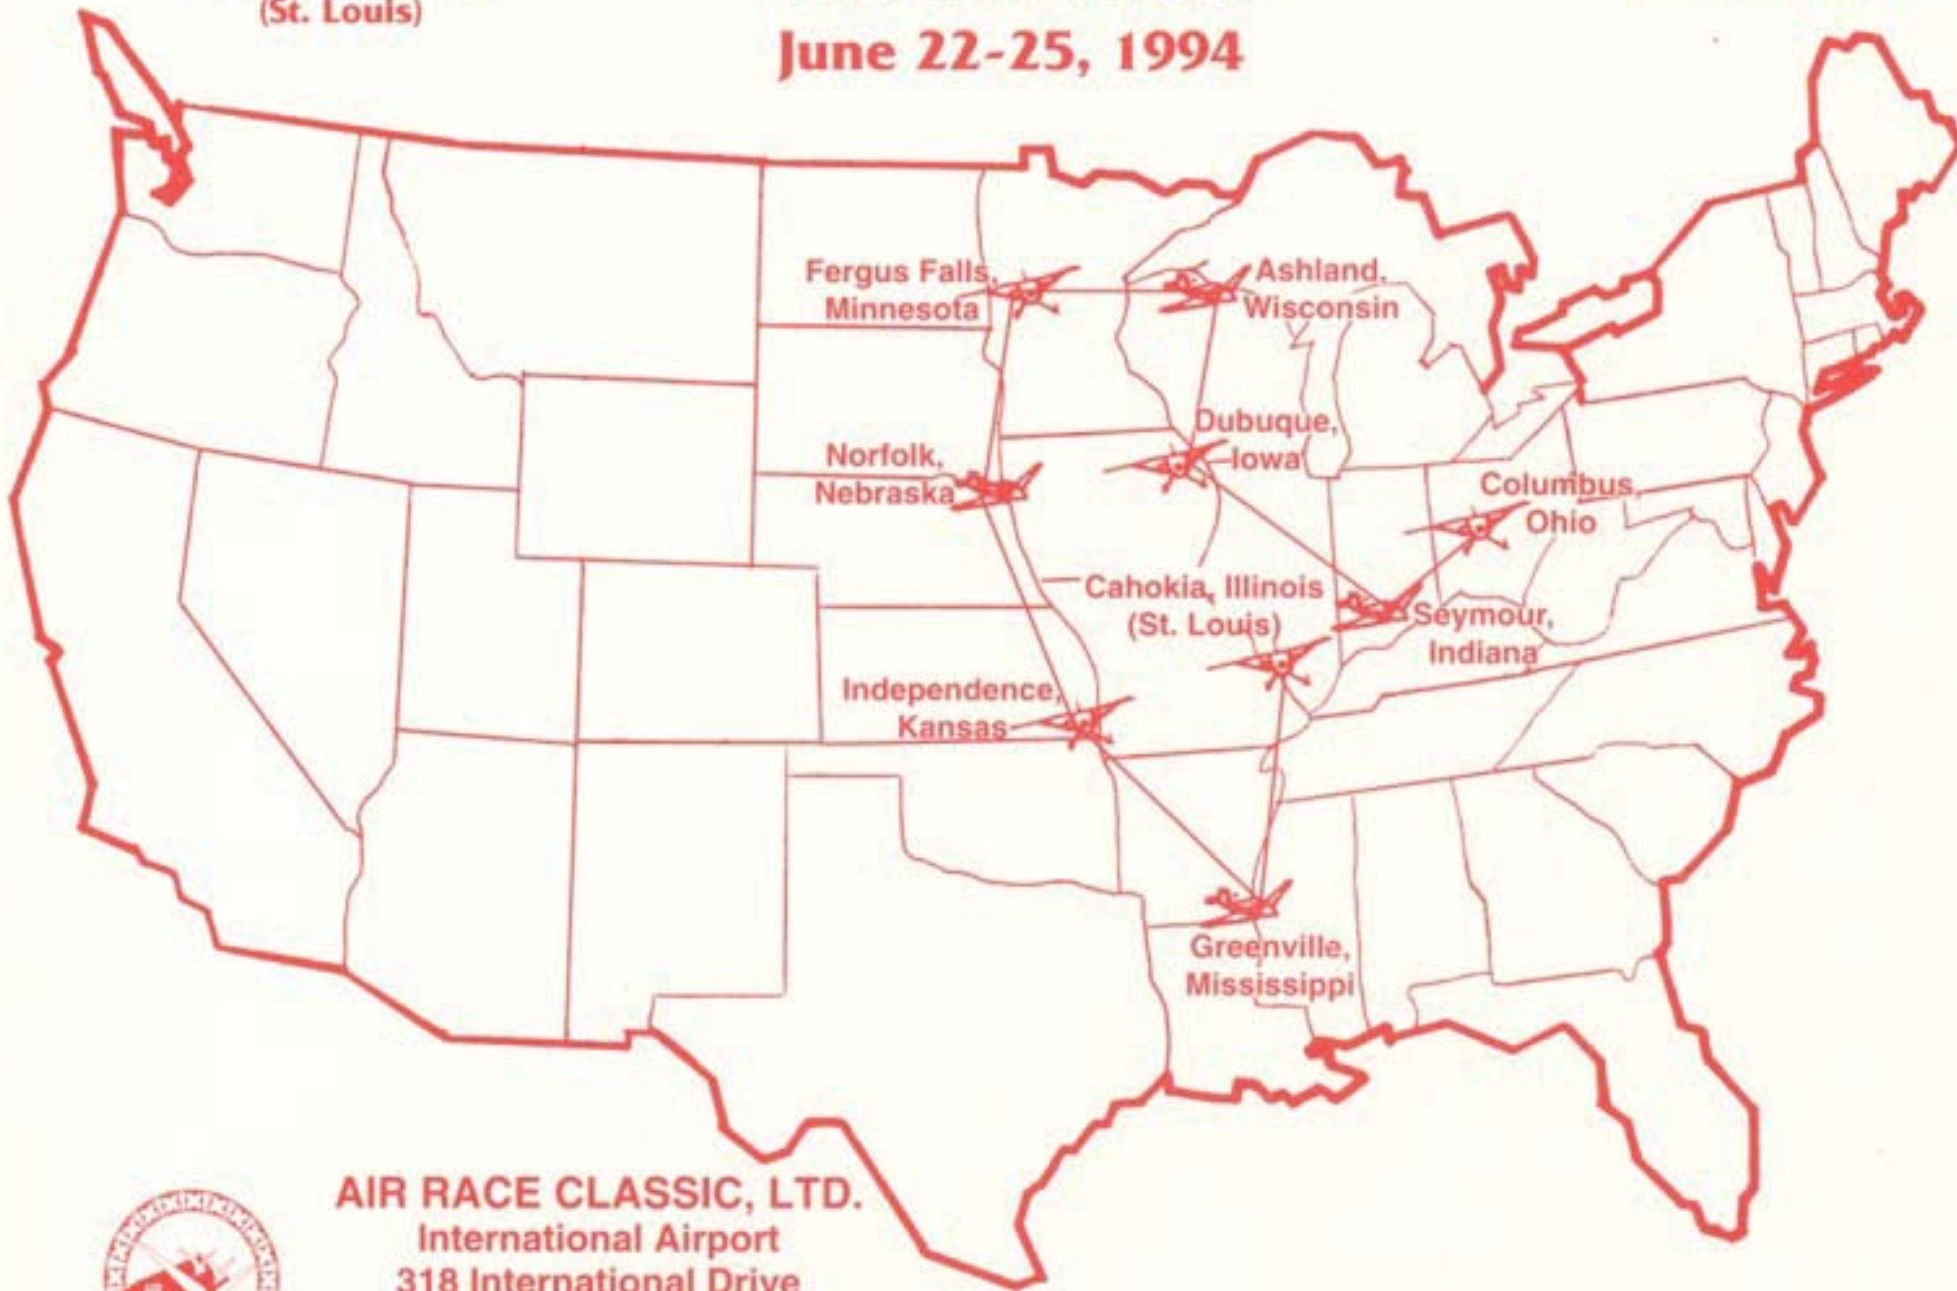 (St. Louis)
June 22-25, 1994
Fergus Falls,
Minnesota
Ashland,
Wisconsin
Dubuque,
Iowa
Norfolk,
Nebraska
Columbus,
Ohio
Cahokia, Illinois
(St. Louis)
Seymour,
Indiana
Independence,
Kansas
Greenville,
Mississippi
AIR RACE CLASSIC, LTD.
International Airport
318 International Drive